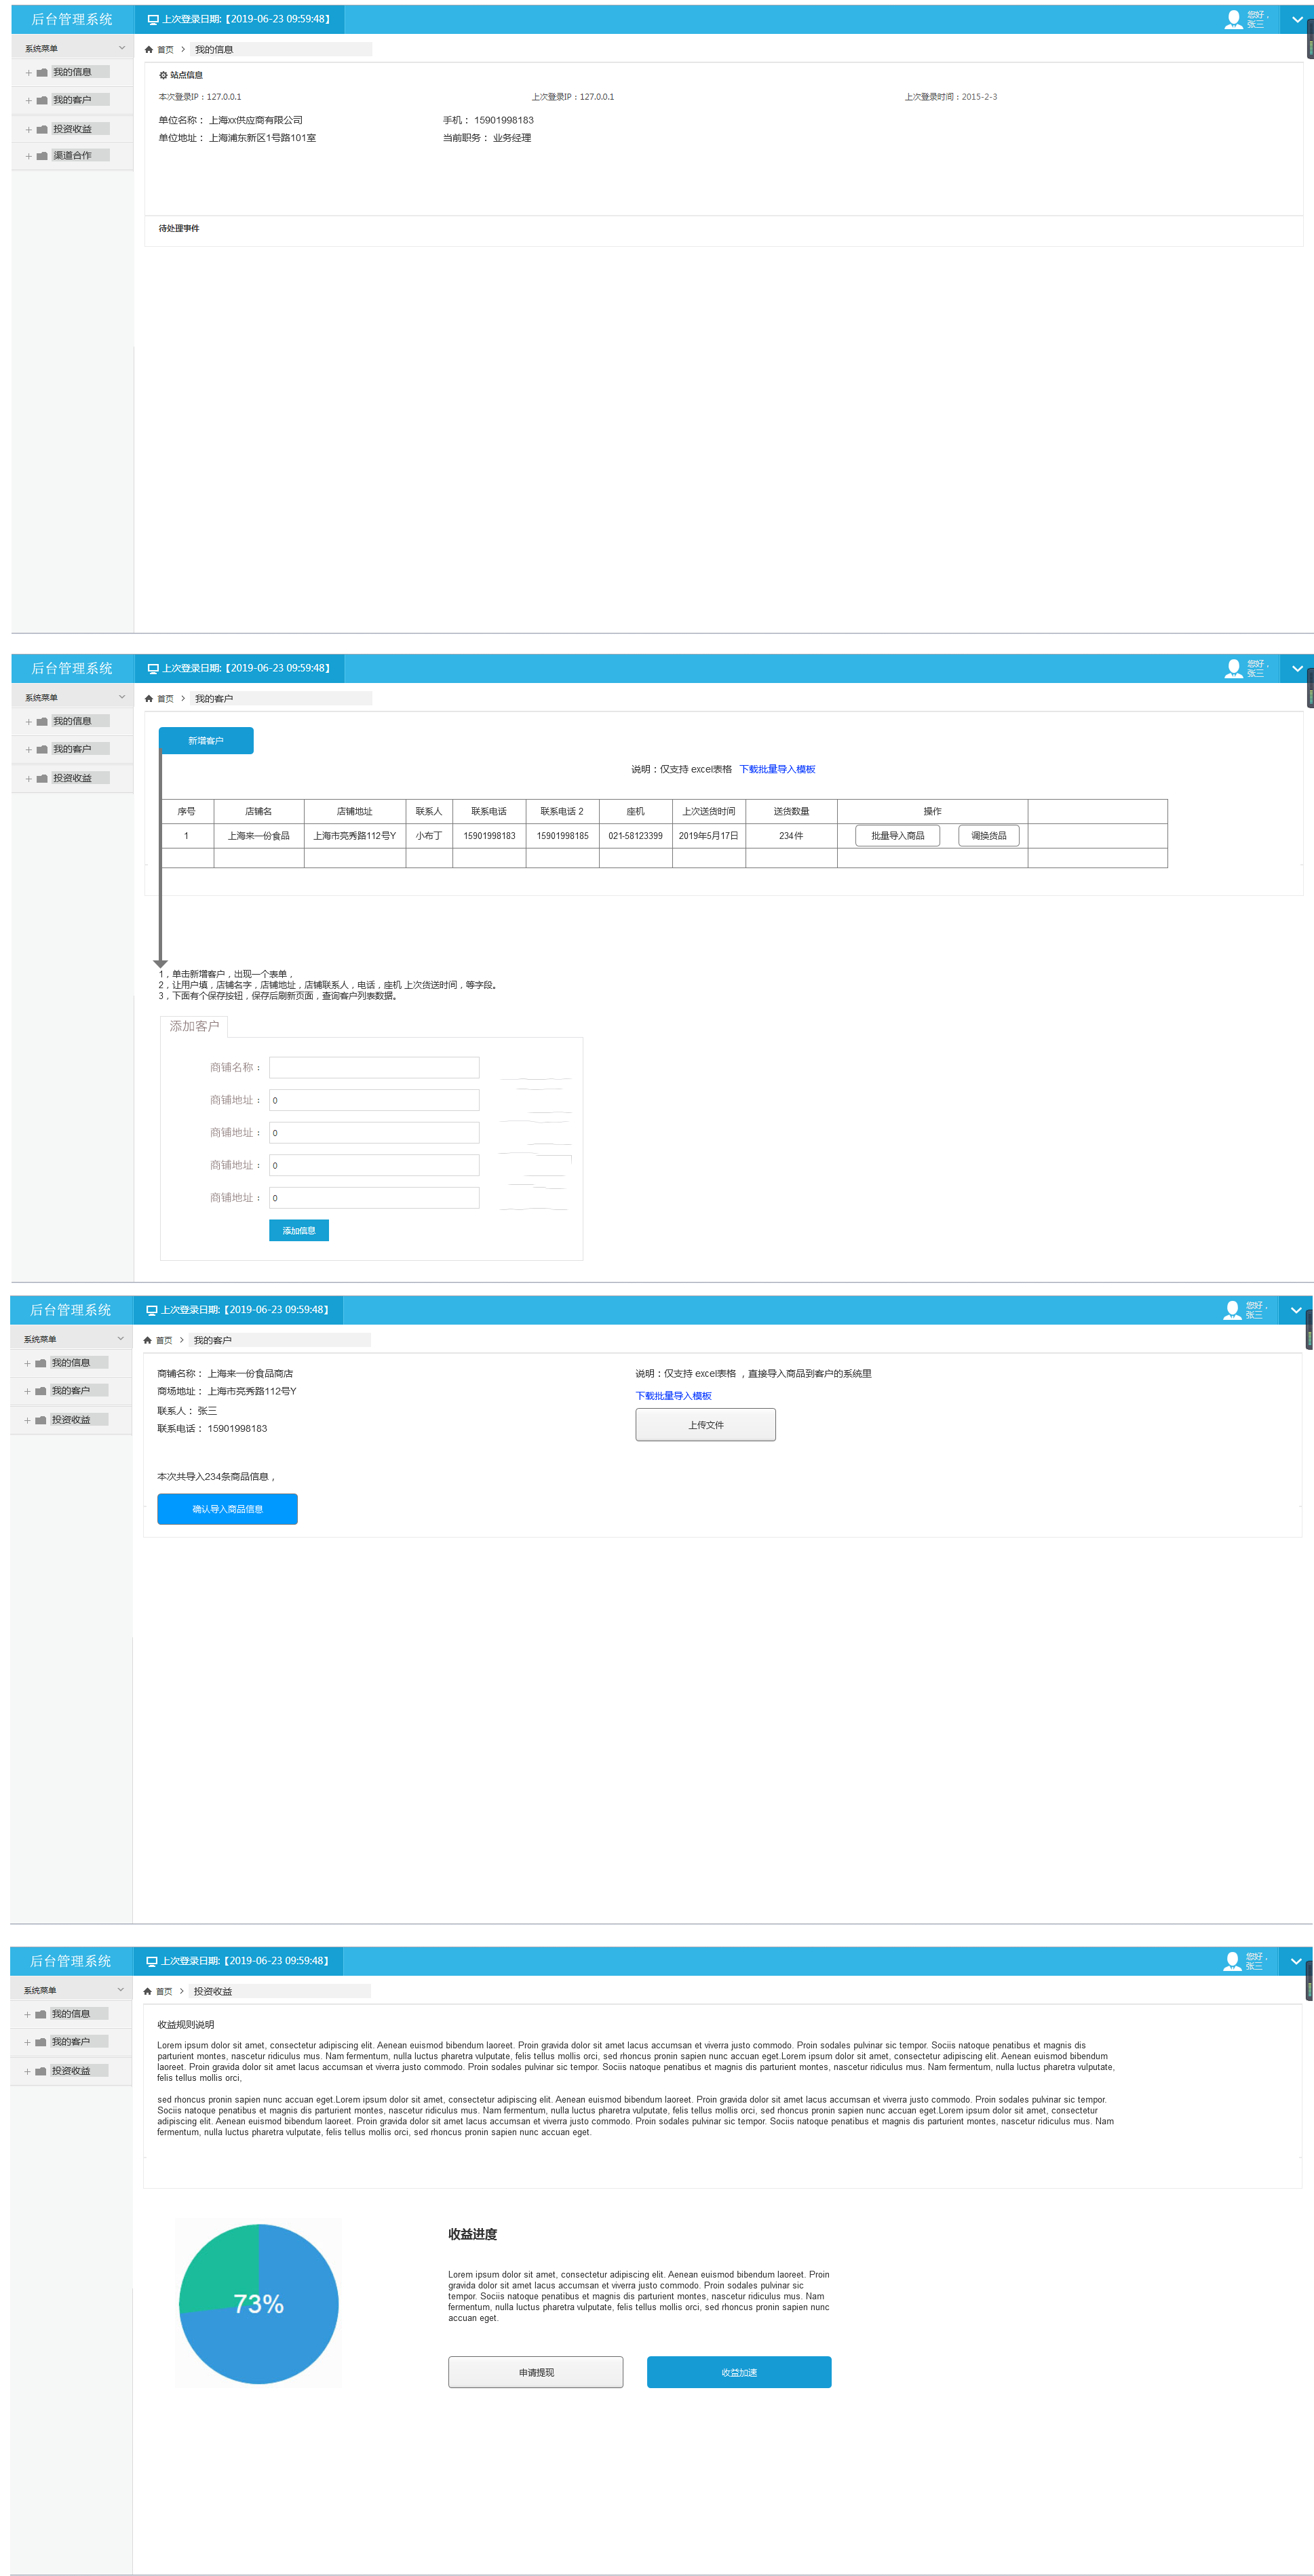 后台管理系统 上次登录日期:【2019-06-23 09:59:48】 您好，
张三
系统菜单 首页 我的信息
我的信息 站点信息
我的客户 本次登录IP：127.0.0.1 上次登录IP：127.0.0.1 上次登录时间：2015-2-3
投资收益 单位名称： 上海xx供应商有限公司 手机： 15901998183
渠道合作 单位地址： 上海浦东新区1号路101室 当前职务： 业务经理
待处理事件
后台管理系统 上次登录日期:【2019-06-23 09:59:48】 您好，
张三
系统菜单 首页 我的客户
我的信息
我的客户 新增客户
投资收益 说明：仅支持 excel表格 下载批量导入模板
序号 店铺名 店铺地址 联系人 联系电话 联系电话 2 座机 上次送货时间 送货数量 操作
1 上海来一份食品 上海市亮秀路112号Y 小布丁 15901998183 15901998185 021-58123399 2019年5月17日 234件 批量导入商品 调换货品
1，单击新增客户，出现一个表单，
2，让用户填，店铺名字，店铺地址，店铺联系人，电话，座机 上次货送时间，等字段。
3，下面有个保存按钮，保存后刷新页面，查询客户列表数据。
添加客户
商铺名称：
商铺地址： 0
商铺地址： 0
商铺地址： 0
商铺地址： 0
添加信息
后台管理系统 上次登录日期:【2019-06-23 09:59:48】 您好，
张三
系统菜单 首页 我的客户
我的信息 商铺名称： 上海来一份食品商店 说明：仅支持 excel表格 ，直接导入商品到客户的系统里
我的客户 商场地址： 上海市亮秀路112号Y 下载批量导入模板
投资收益 联系人： 张三 上传文件
联系电话： 15901998183
本次共导入234条商品信息，
确认导入商品信息
后台管理系统 上次登录日期:【2019-06-23 09:59:48】 您好，
张三
系统菜单 首页 投资收益
我的信息
我的客户
投资收益
收益规则说明
Lorem ipsum dolor sit amet, consectetur adipiscing elit. Aenean euismod bibendum laoreet. Proin gravida dolor sit amet lacus accumsan et viverra justo commodo. Proin sodales pulvinar sic tempor. Sociis natoque penatibus et magnis dis
parturient montes, nascetur ridiculus mus. Nam fermentum, nulla luctus pharetra vulputate, felis tellus mollis orci, sed rhoncus pronin sapien nunc accuan eget.Lorem ipsum dolor sit amet, consectetur adipiscing elit. Aenean euismod bibendum
laoreet. Proin gravida dolor sit amet lacus accumsan et viverra justo commodo. Proin sodales pulvinar sic tempor. Sociis natoque penatibus et magnis dis parturient montes, nascetur ridiculus mus. Nam fermentum, nulla luctus pharetra vulputate,
felis tellus mollis orci,
sed rhoncus pronin sapien nunc accuan eget.Lorem ipsum dolor sit amet, consectetur adipiscing elit. Aenean euismod bibendum laoreet. Proin gravida dolor sit amet lacus accumsan et viverra justo commodo. Proin sodales pulvinar sic tempor.
Sociis natoque penatibus et magnis dis parturient montes, nascetur ridiculus mus. Nam fermentum, nulla luctus pharetra vulputate, felis tellus mollis orci, sed rhoncus pronin sapien nunc accuan eget.Lorem ipsum dolor sit amet, consectetur
adipiscing elit. Aenean euismod bibendum laoreet. Proin gravida dolor sit amet lacus accumsan et viverra justo commodo. Proin sodales pulvinar sic tempor. Sociis natoque penatibus et magnis dis parturient montes, nascetur ridiculus mus. Nam
fermentum, nulla luctus pharetra vulputate, felis tellus mollis orci, sed rhoncus pronin sapien nunc accuan eget.
73%
收益进度
Lorem ipsum dolor sit amet, consectetur adipiscing elit. Aenean euismod bibendum laoreet. Proin
gravida dolor sit amet lacus accumsan et viverra justo commodo. Proin sodales pulvinar sic
tempor. Sociis natoque penatibus et magnis dis parturient montes, nascetur ridiculus mus. Nam
fermentum, nulla luctus pharetra vulputate, felis tellus mollis orci, sed rhoncus pronin sapien nunc
accuan eget.
申请提现 收益加速